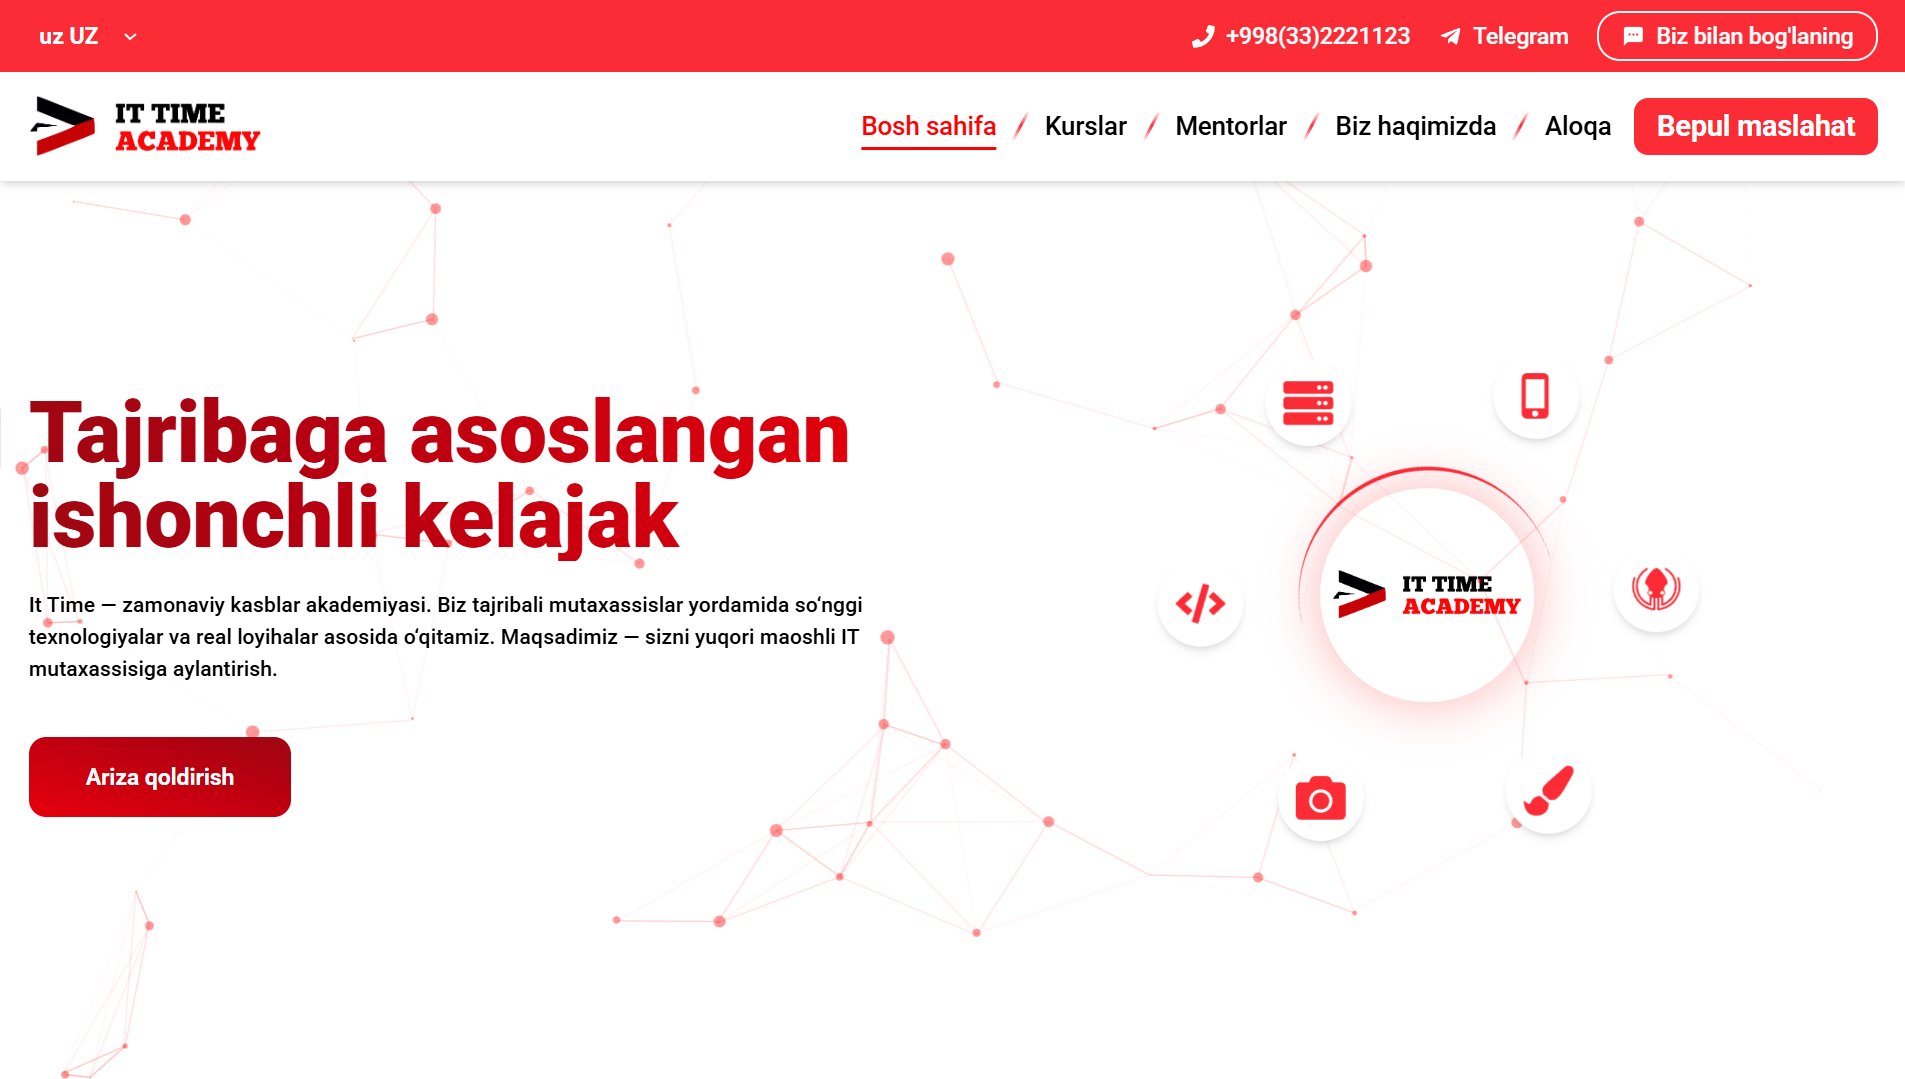 uz UZ
+998(33)2221123
Telegram
Biz bilan bog'laning
IT TIME
ACADEMY
Bosh sahifa
Kurslar
Mentorlar
Biz haqimizda
Aloqa
Bepul maslahat
Tajribaga asoslangan
ishonchli kelajak
It Time — zamonaviy kasblar akademiyasi. Biz tajribali mutaxassislar yordamida so‘nggi
texnologiyalar va real loyihalar asosida o‘qitamiz. Maqsadimiz — sizni yuqori maoshli IT
mutaxassisiga aylantirish.
Ariza qoldirish
IT TIME
ACADEMY